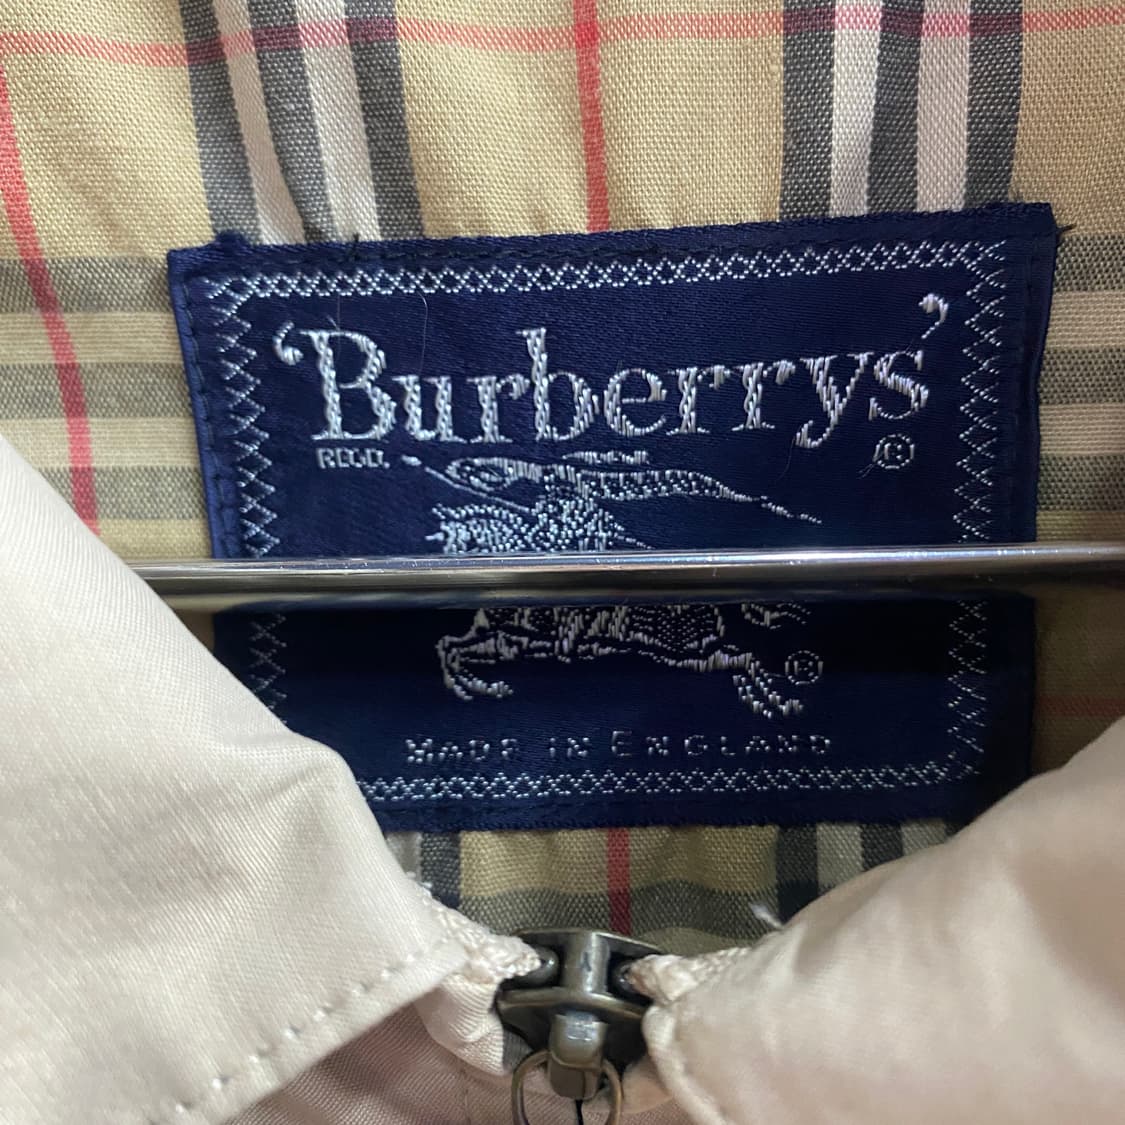 ‘Burberrys’
REGD. ®
®
MADE IN ENGLAND